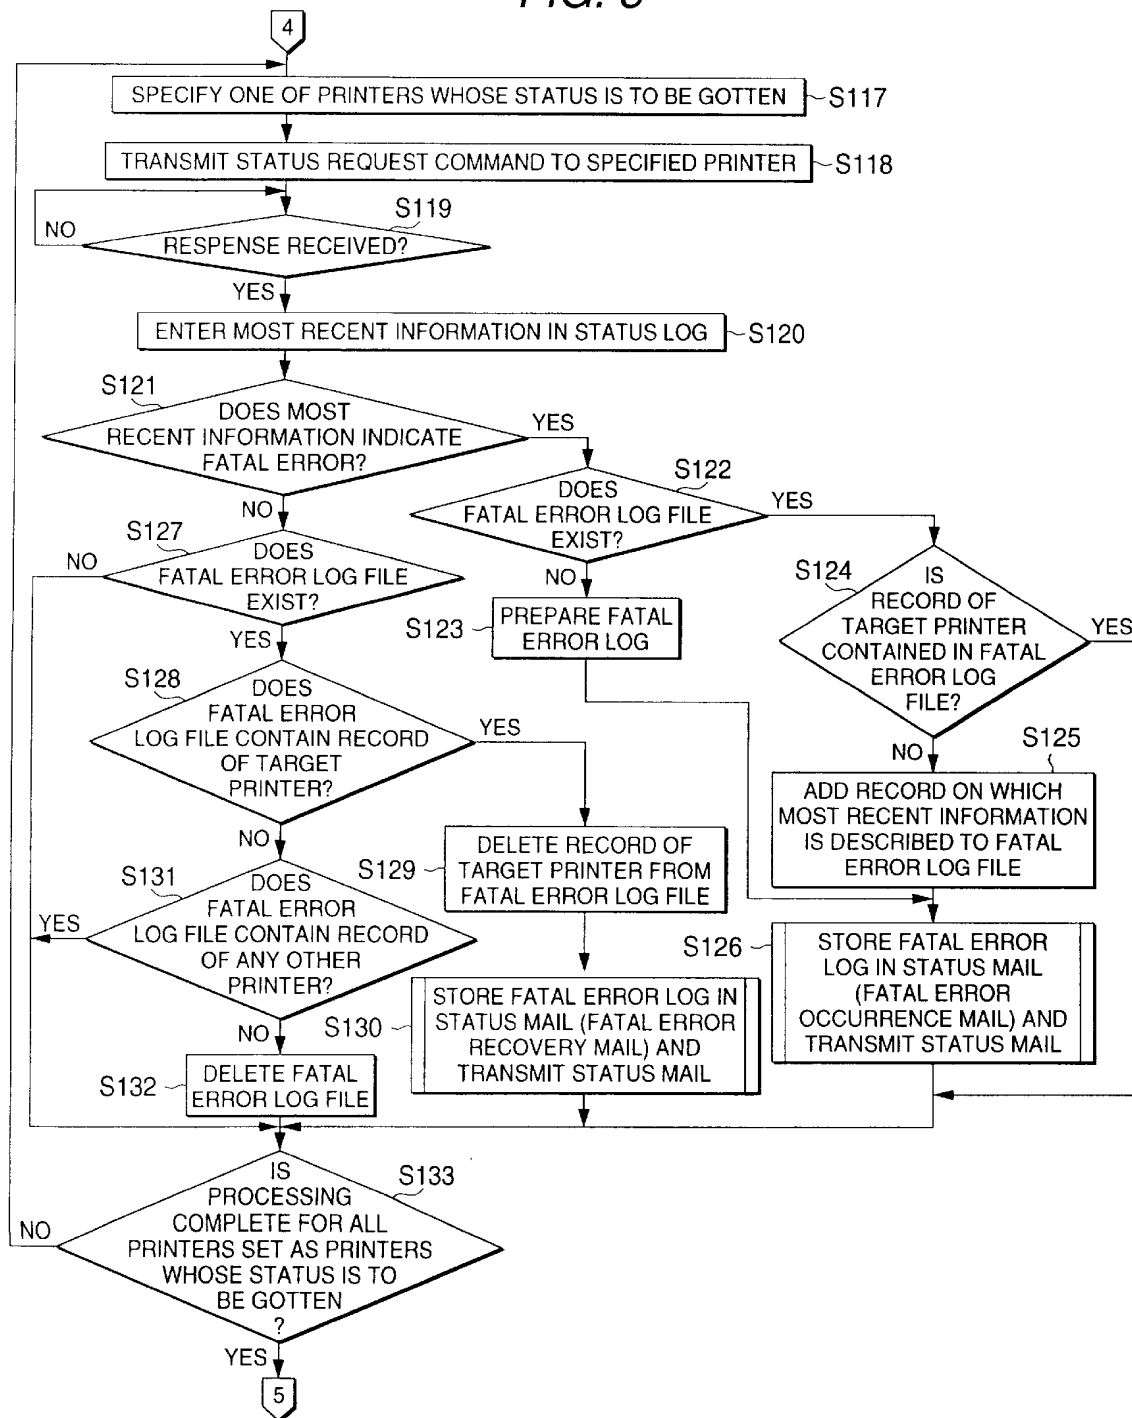 4
SPECIFY ONE OF PRINTERS WHOSE STATUS IS TO BE GOTTEN
S117
TRANSMIT STATUS REQUEST COMMAND TO SPECIFIED PRINTER
S118
S119
NO
RESPENSE RECEIVED?
YES
ENTER MOST RECENT INFORMATION IN STATUS LOG
S120
S121
DOES MOST
RECENT INFORMATION INDICATE
FATAL ERROR?
YES
NO
S122
DOES
FATAL ERROR LOG FILE
EXIST?
YES
NO
S127
DOES
FATAL ERROR LOG FILE
EXIST?
NO
YES
S123
PREPARE FATAL
ERROR LOG
S124
IS
RECORD OF
TARGET PRINTER
CONTAINED IN FATAL
ERROR LOG
FILE?
YES
NO
S128
DOES
FATAL ERROR
LOG FILE CONTAIN RECORD
OF TARGET
PRINTER?
YES
NO
S125
ADD RECORD ON WHICH
MOST RECENT INFORMATION
IS DESCRIBED TO FATAL
ERROR LOG FILE
S129
DELETE RECORD OF
TARGET PRINTER FROM
FATAL ERROR LOG FILE
S131
DOES
FATAL ERROR
LOG FILE CONTAIN RECORD
OF ANY OTHER
PRINTER?
YES
NO
S126
STORE FATAL ERROR
LOG IN STATUS MAIL
(FATAL ERROR
OCCURRENCE MAIL) AND
TRANSMIT STATUS MAIL
S130
STORE FATAL ERROR LOG IN
STATUS MAIL (FATAL ERROR
RECOVERY MAIL) AND
TRANSMIT STATUS MAIL
S132
DELETE FATAL
ERROR LOG FILE
S133
IS
PROCESSING
COMPLETE FOR ALL
PRINTERS SET AS PRINTERS
WHOSE STATUS IS TO
BE GOTTEN
?
NO
YES
5